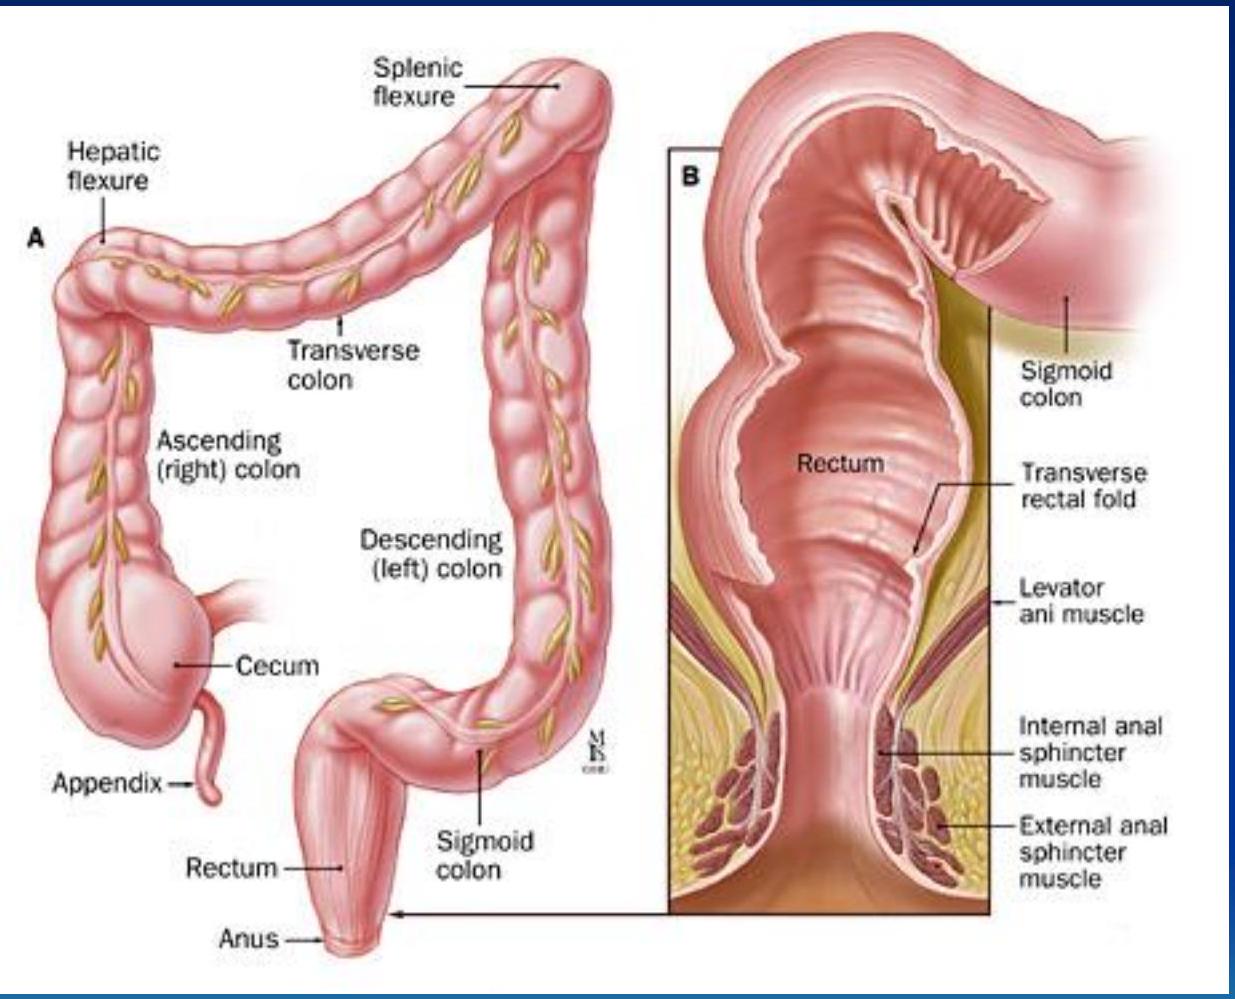 Splenic
flexure
Hepatic
flexure
A
Transverse
colon
Ascending
(right) colon
Descending
(left) colon
Cecum
Appendix
Sigmoid
colon
Rectum
Anus
B
Sigmoid
colon
Rectum
Transverse
rectal fold
Levator
ani muscle
Internal anal
sphincter
muscle
External anal
sphincter
muscle